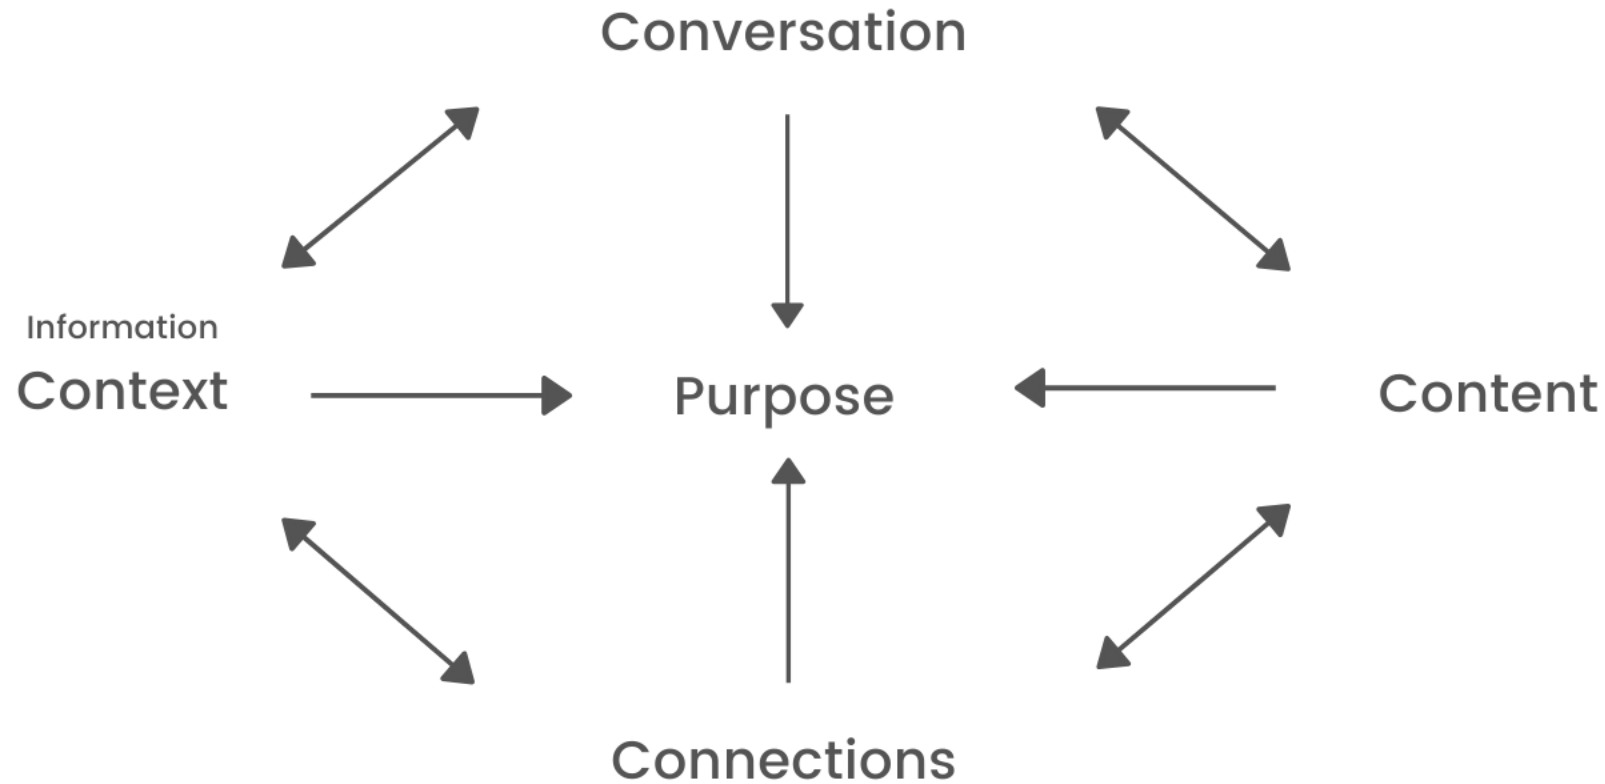 Conversation
Information
Context
Purpose
Content
Connections